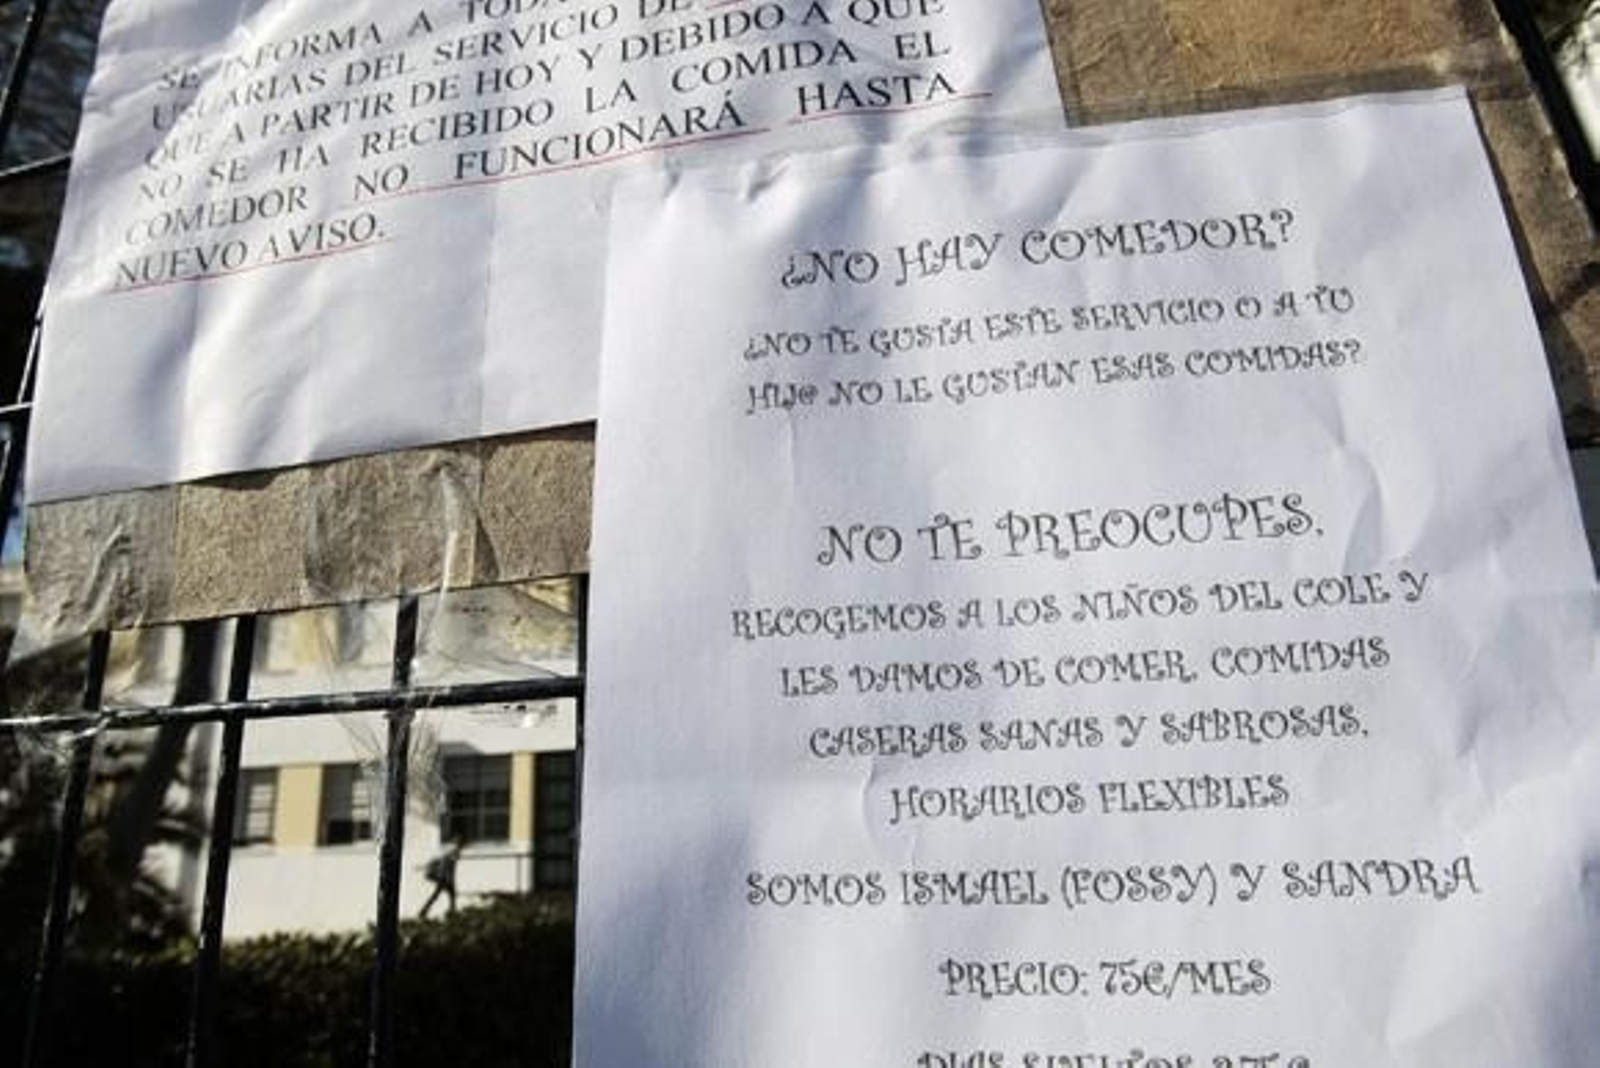 SE INFORMA A
USUARIAS DEL SERVICIO DE
QUE A PARTIR DE HOY Y DEBIDO A QUE
NO SE HA RECIBIDO LA COMIDA EL
COMEDOR NO FUNCIONARÁ HASTA
NUEVO AVISO.
¿NO HAY COMEDOR?
¿NO TE GUSTA ESTE SERVICIO O A TU
HIJ@ NO LE GUSTAN ESAS COMIDAS?
NO TE PREOCUPES,
RECOGEMOS A LOS NIÑOS DEL COLE Y
LES DAMOS DE COMER, COMIDAS
CASERAS SANAS Y SABROSAS,
HORARIOS FLEXIBLES
SOMOS ISMAEL (FOSSY) Y SANDRA
PRECIO: 75€/MES
DIAS SUELTOS